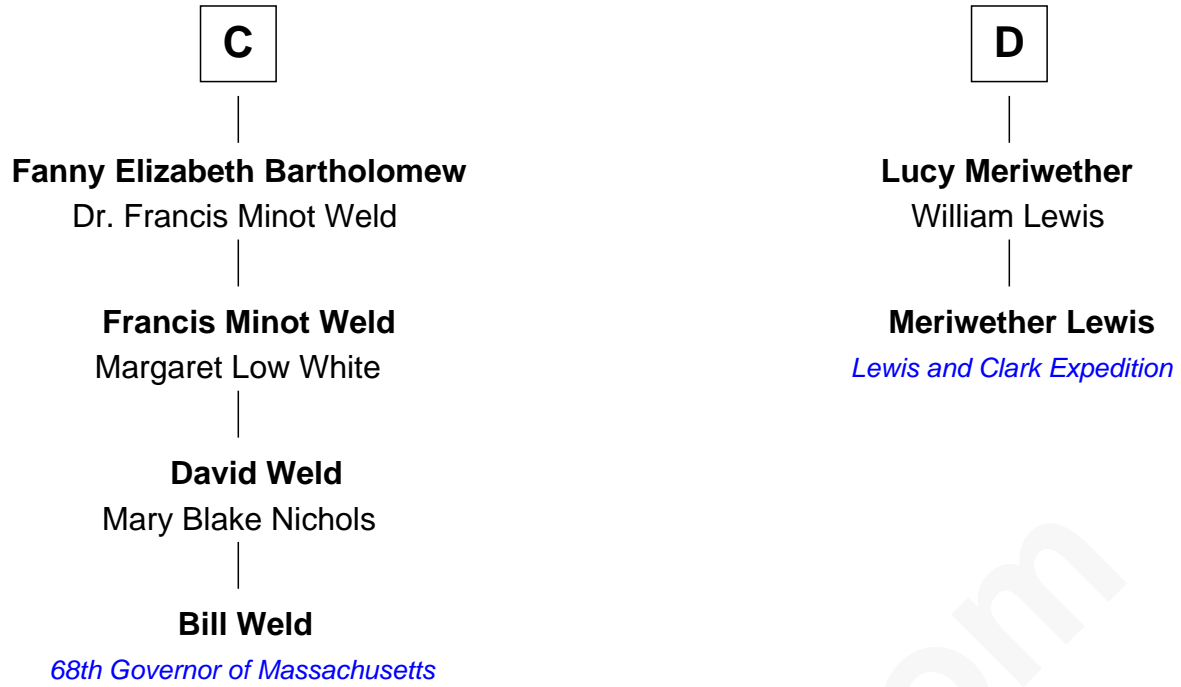 C
Fanny Elizabeth Bartholomew
Dr. Francis Minot Weld
Francis Minot Weld
Margaret Low White
David Weld
Mary Blake Nichols
Bill Weld
68th Governor of Massachusetts
D
Lucy Meriwether
William Lewis
Meriwether Lewis
Lewis and Clark Expedition